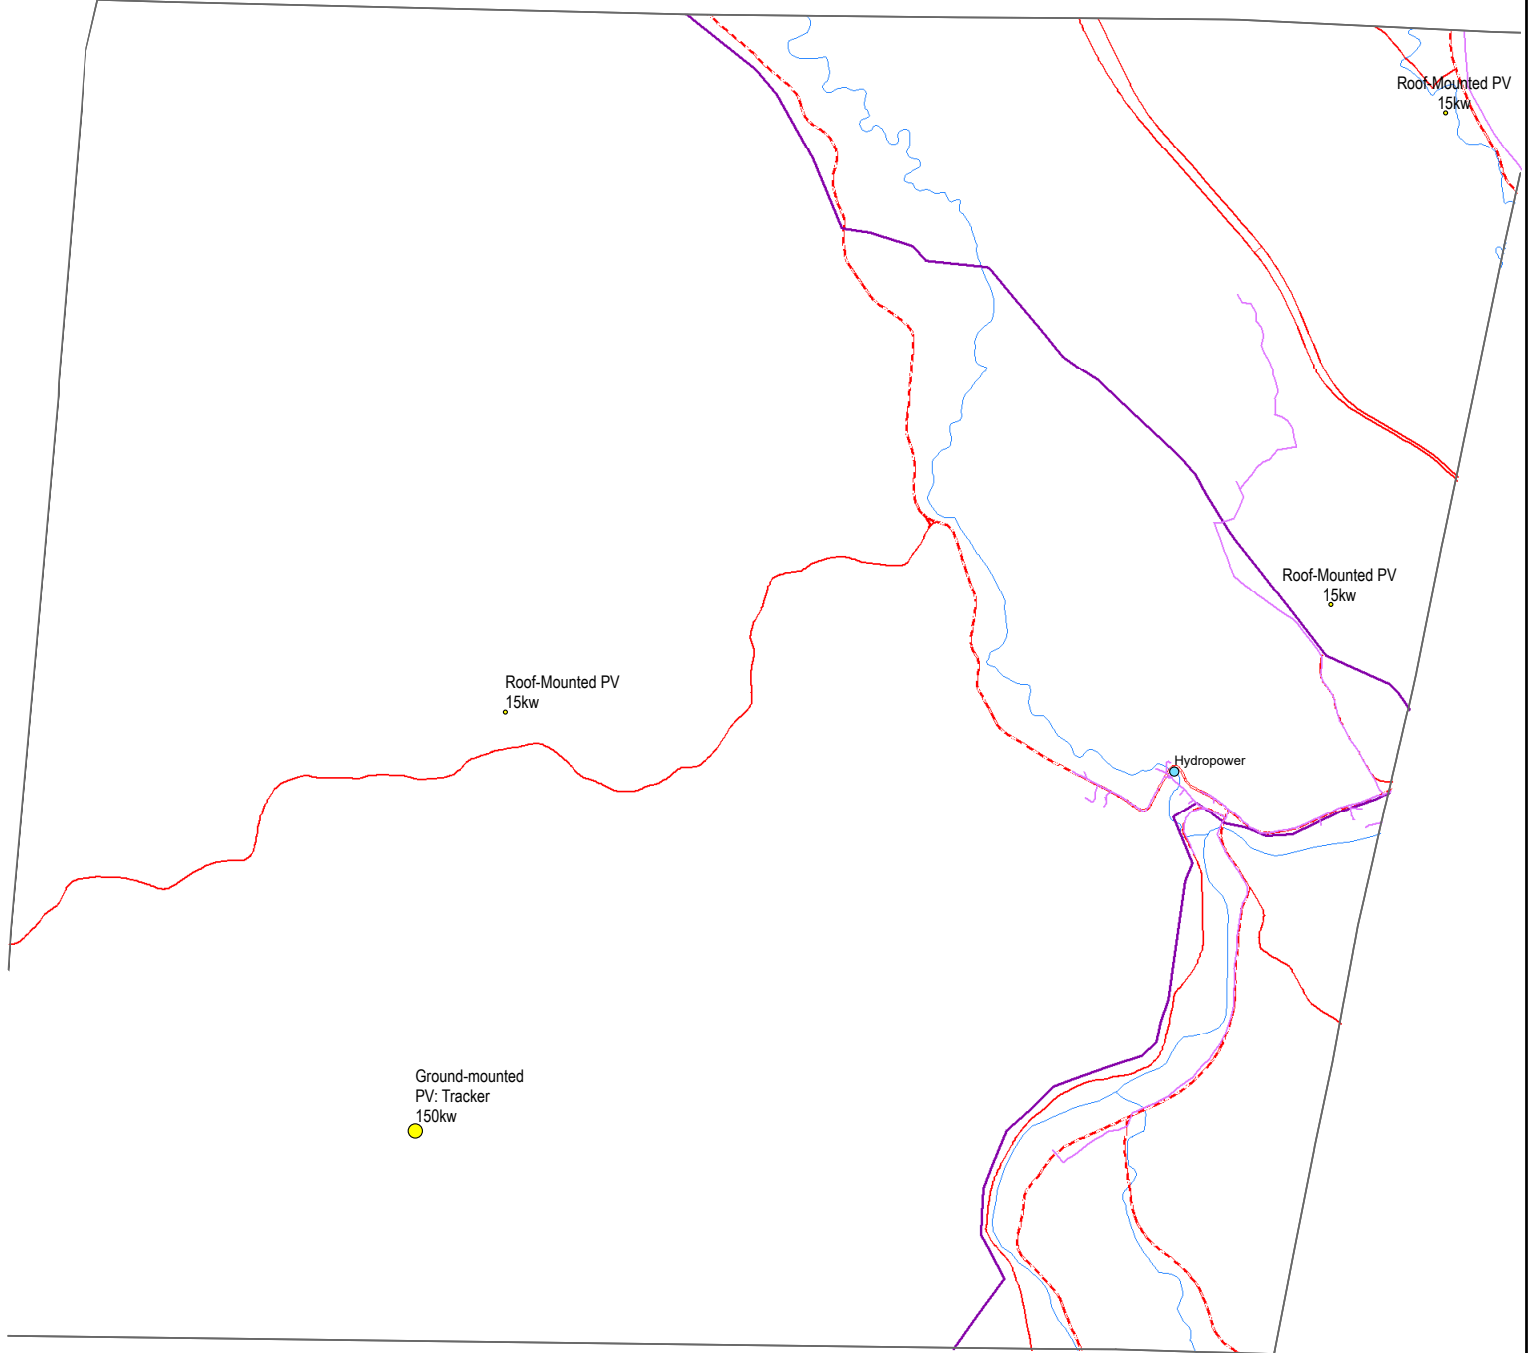 Roof-Mounted PV
15kw
Roof-Mounted PV
15kw
Roof-Mounted PV
15kw
Hydropower
Ground-mounted
PV: Tracker
150kw